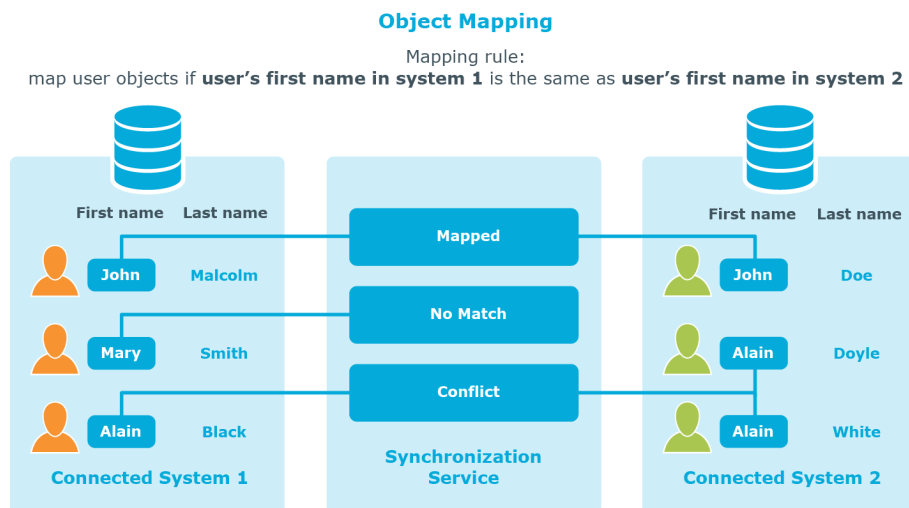 Object Mapping
Mapping rule:
map user objects if user's first name in system 1 is the same as user's first name in system 2
First name Last name
First name Last name
Mapped
John Malcolm
John Doe
No Match
Mary Smith
Alain Doyle
Conflict
Alain Black
Alain White
Connected System 1
Synchronization
Service
Connected System 2